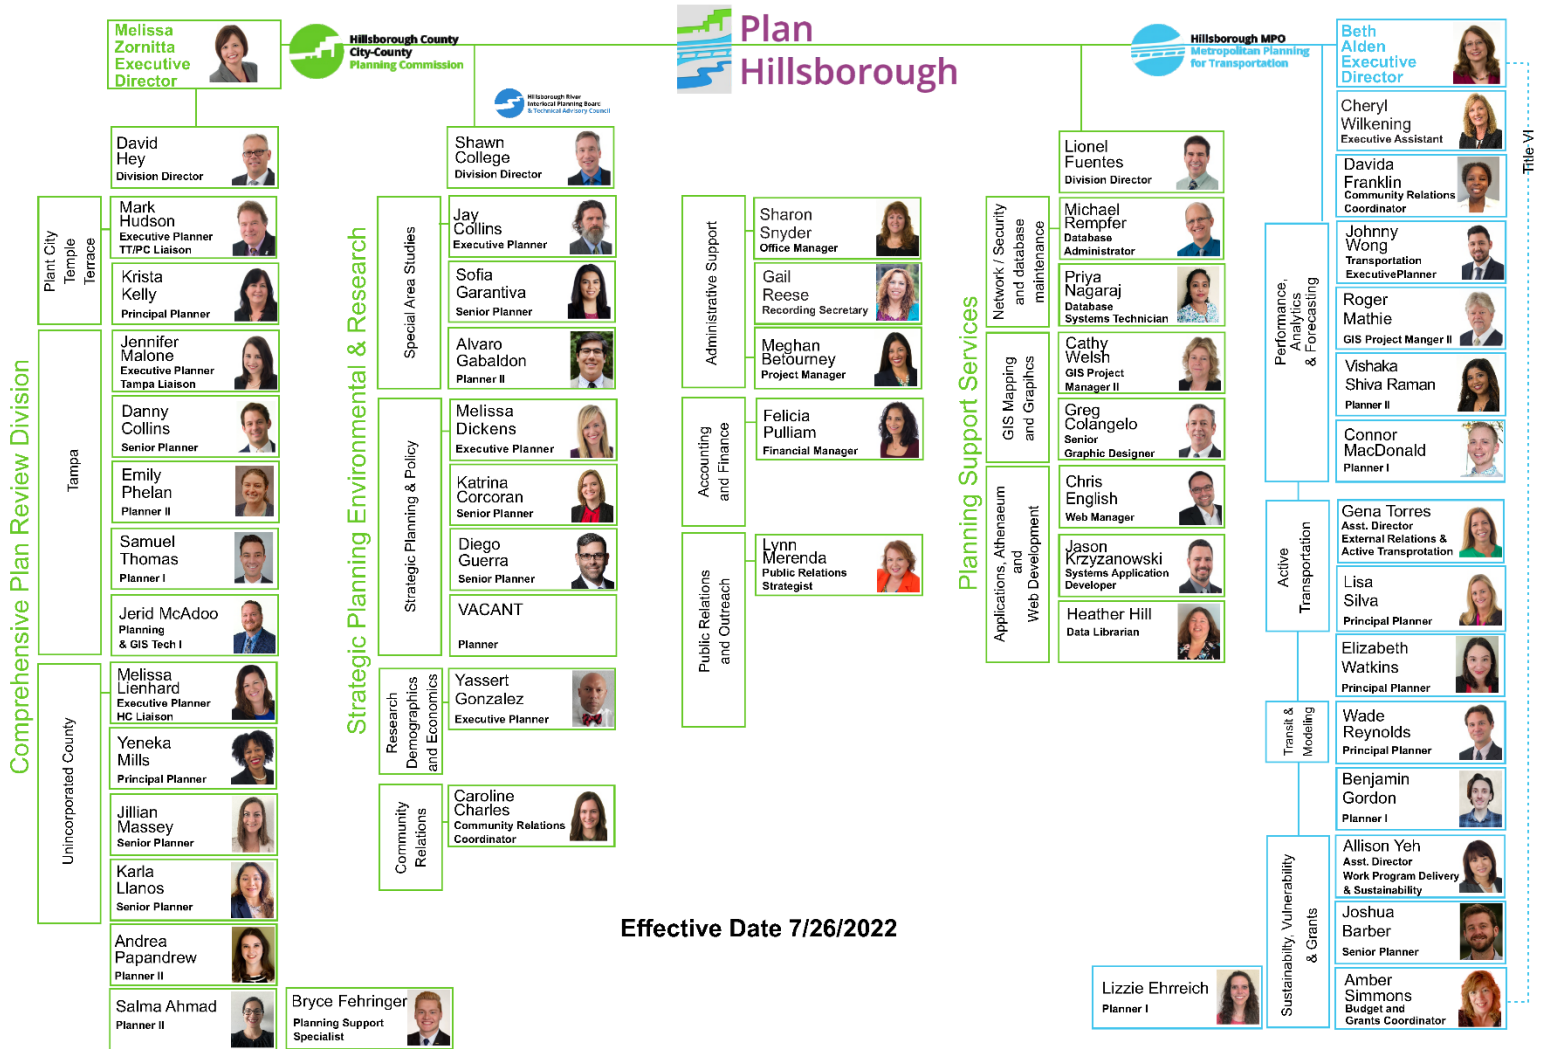 Melissa
Zornitta
Executive
Director
Hillsborough County
City-County
Planning Commission
Plan
Hillsborough
Hillsborough MPO
Metropolitan Planning
for Transportation
Beth
Alden
Executive
Director
Hillsborough River
Interlocal Planning Board
& Technical Advisory Council
Comprehensive Plan Review Division
David
Hey
Division Director
Plant City
Temple
Terrace
Mark
Hudson
Executive Planner
TT/PC Liaison
Krista
Kelly
Principal Planner
Tampa
Jennifer
Malone
Executive Planner
Tampa Liaison
Danny
Collins
Senior Planner
Emily
Phelan
Planner II
Samuel
Thomas
Planner I
Jerid McAdoo
Planning
& GIS Tech I
Unincorporated County
Melissa
Lienhard
Executive Planner
HC Liaison
Yeneka
Mills
Principal Planner
Jillian
Massey
Senior Planner
Karla
Llanos
Senior Planner
Andrea
Papandrew
Planner II
Salma Ahmad
Planner II
Bryce Fehringer
Planning Support
Specialist
Strategic Planning Environmental & Research
Shawn
College
Division Director
Special Area Studies
Jay
Collins
Executive Planner
Sofia
Garantiva
Senior Planner
Alvaro
Gabaldon
Planner II
Strategic Planning & Policy
Melissa
Dickens
Executive Planner
Katrina
Corcoran
Senior Planner
Diego
Guerra
Senior Planner
VACANT
Planner
Research
Demographics
and Economics
Yassert
Gonzalez
Executive Planner
Community
Relations
Caroline
Charles
Community Relations
Coordinator
Administrative Support
Sharon
Snyder
Office Manager
Gail
Reese
Recording Secretary
Meghan
Betourney
Project Manager
Accounting
and Finance
Felicia
Pulliam
Financial Manager
Public Relations
and Outreach
Lynn
Merenda
Public Relations
Strategist
Effective Date 7/26/2022
Planning Support Services
Lionel
Fuentes
Division Director
Network / Security
and database
maintenance
Michael
Rempfer
Database
Administrator
Priya
Nagaraj
Database
Systems Technician
GIS Mapping
and Grapihcs
Cathy
Welsh
GIS Project
Manager II
Greg
Colangelo
Senior
Graphic Designer
Applications, Athenaeum
and
Web Development
Chris
English
Web Manager
Jason
Krzyzanowski
Systems Application
Developer
Heather Hill
Data Librarian
Cheryl
Wilkening
Executive Assistant
Title VI
Davida
Franklin
Community Relations
Coordinator
Performance,
Analytics
& Forecasting
Johnny
Wong
Transportation
ExecutivePlanner
Roger
Mathie
GIS Project Manger II
Vishaka
Shiva Raman
Planner II
Connor
MacDonald
Planner I
Active
Transportation
Gena Torres
Asst. Director
External Relations &
Active Transprotation
Lisa
Silva
Principal Planner
Elizabeth
Watkins
Principal Planner
Transit &
Modeling
Wade
Reynolds
Principal Planner
Benjamin
Gordon
Planner I
Sustainabilty, Vulnerability
& Grants
Allison Yeh
Asst. Director
Work Program Delivery
& Sustainability
Joshua
Barber
Senior Planner
Amber
Simmons
Budget and
Grants Coordinator
Lizzie Ehrreich
Planner I